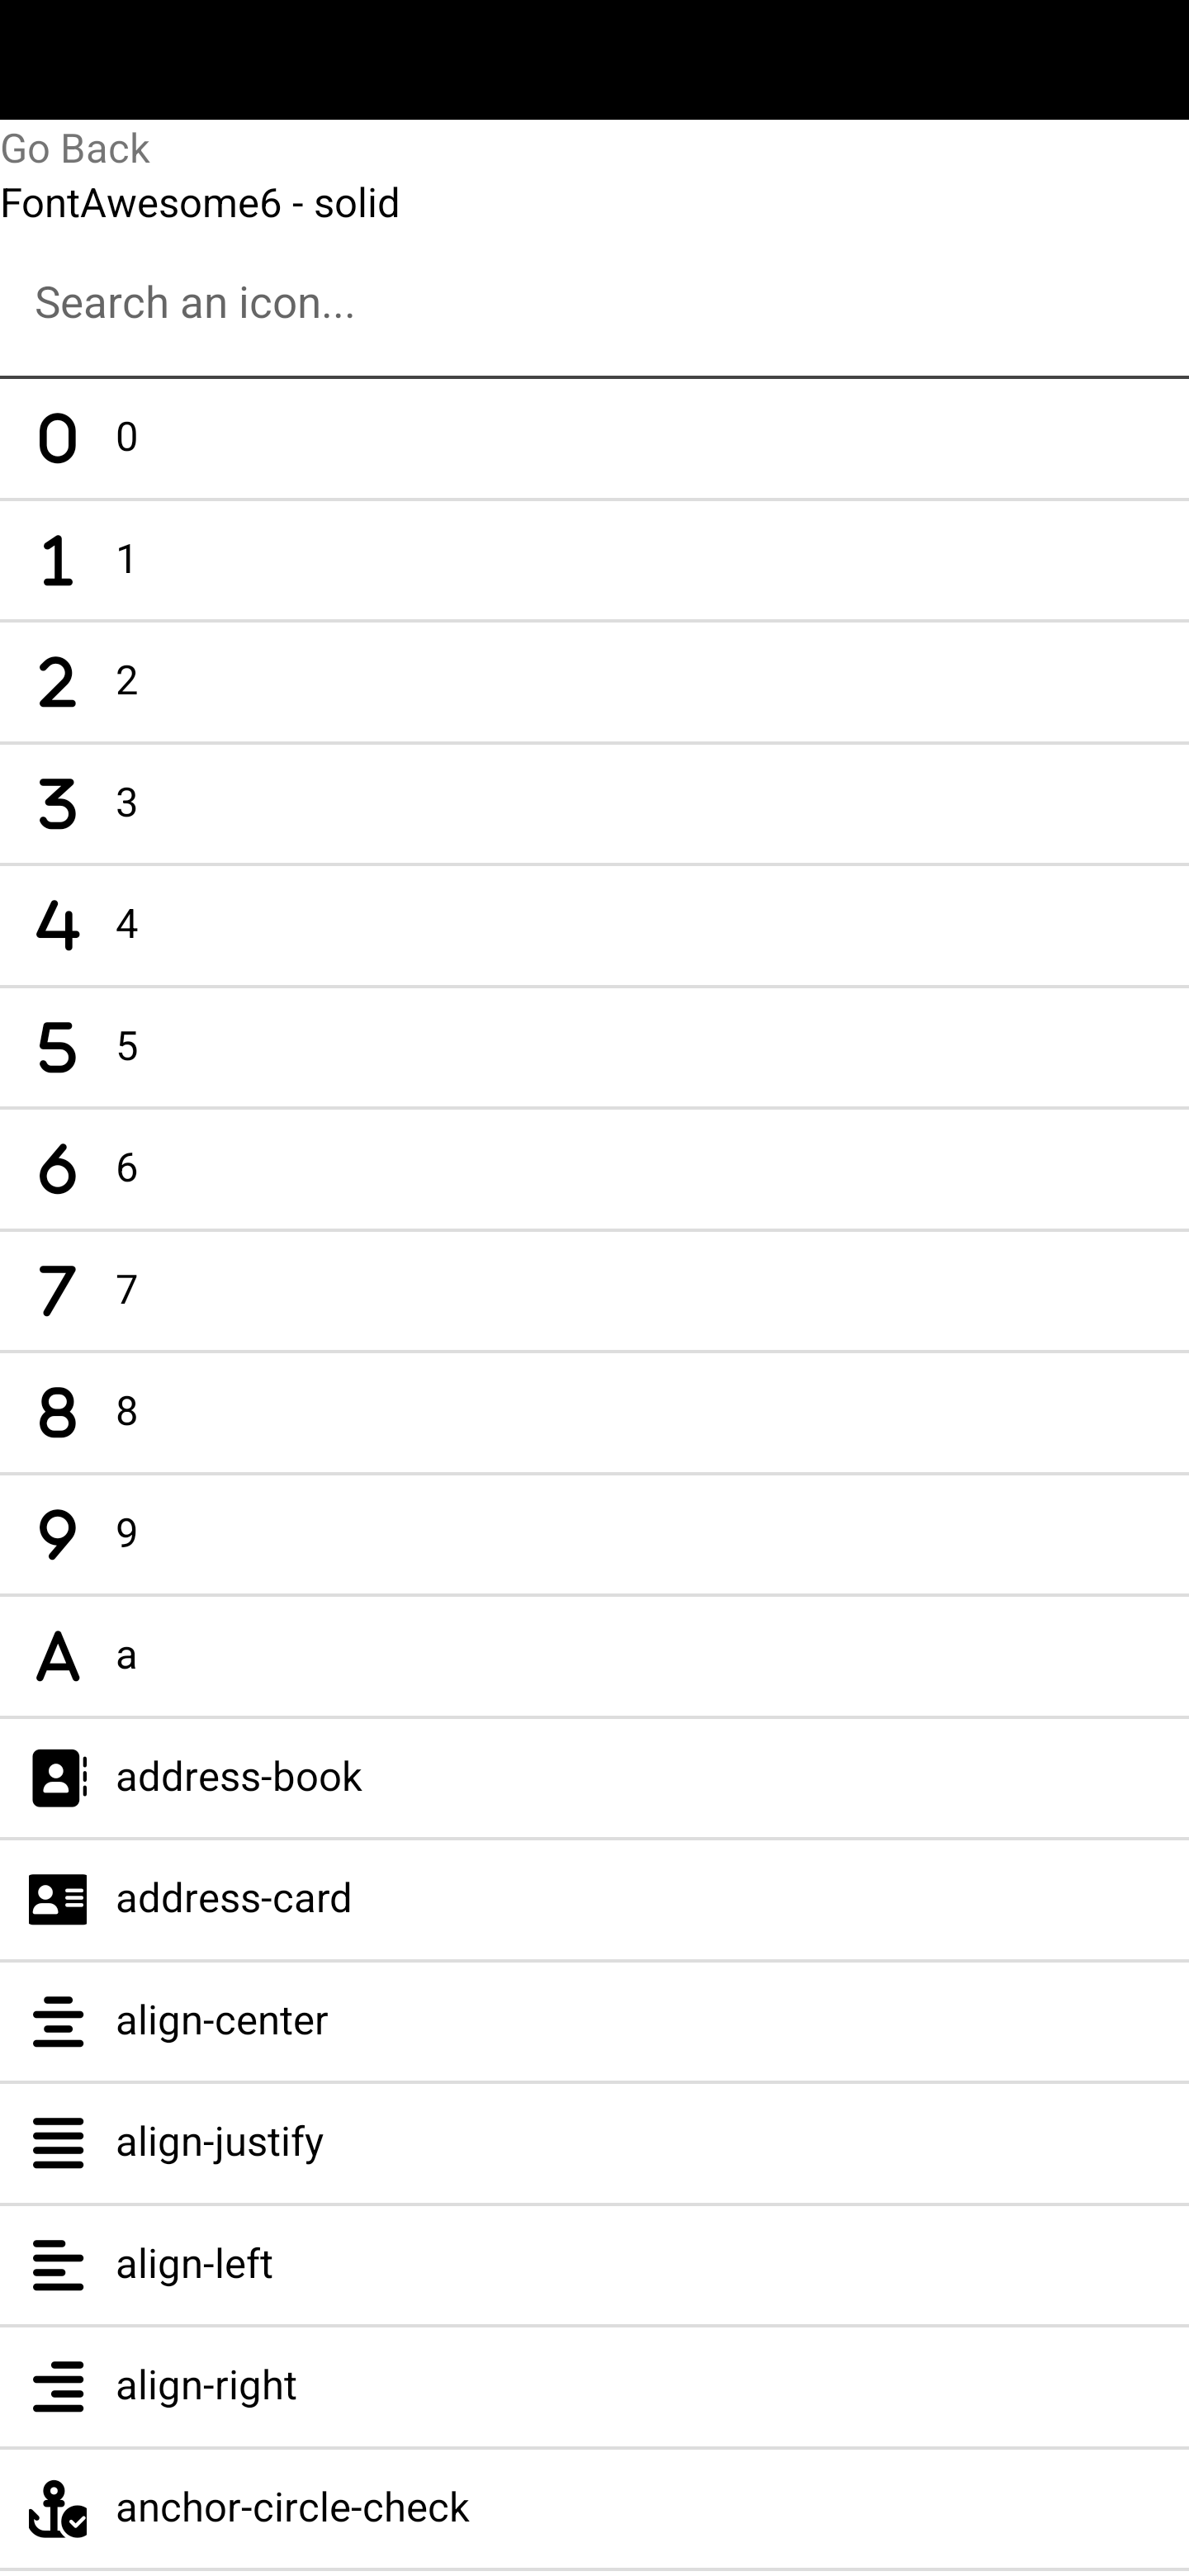 Go Back
FontAwesome6 - solid
Search an icon...
0 0
1 1
2 2
3 3
4 4
5 5
6 6
7 7
8 8
9 9
A a
address-book
address-card
align-center
align-justify
align-left
align-right
anchor-circle-check